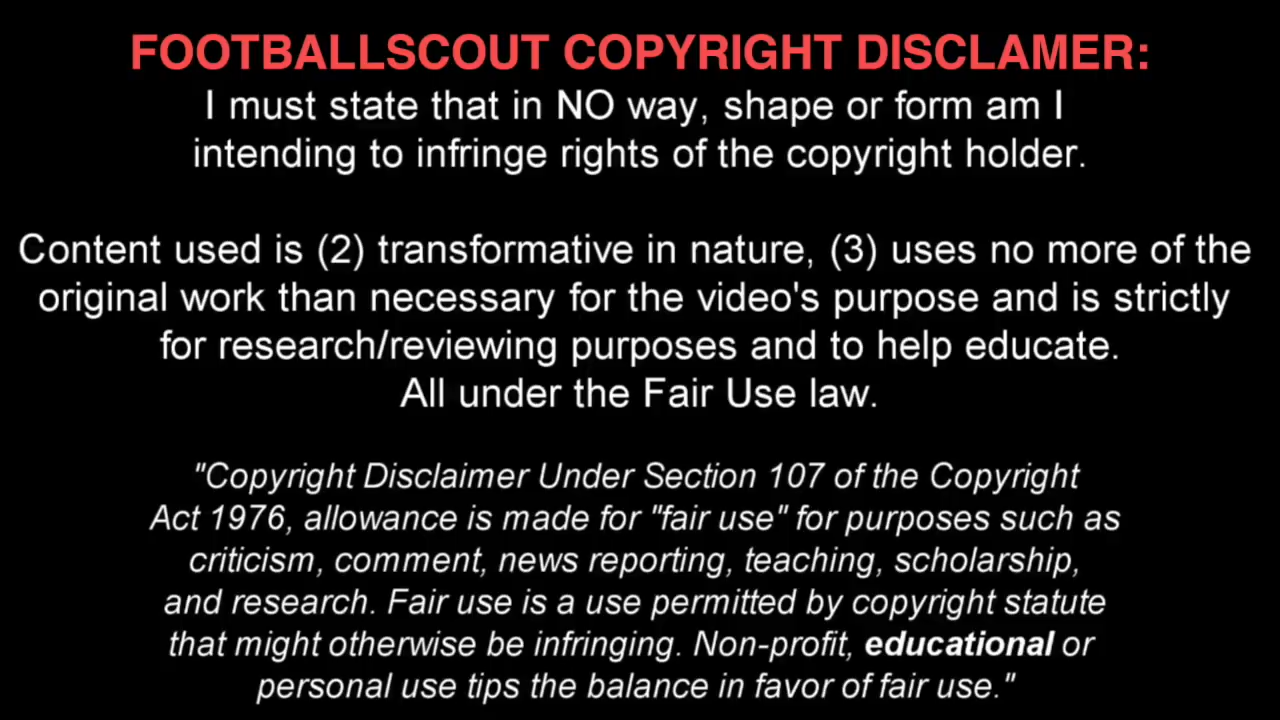 FOOTBALLSCOUT COPYRIGHT DISCLAMER:
I must state that in NO way, shape or form am I
intending to infringe rights of the copyright holder.
Content used is (2) transformative in nature, (3) uses no more of the
original work than necessary for the video's purpose and is strictly
for research/reviewing purposes and to help educate.
All under the Fair Use law.
"Copyright Disclaimer Under Section 107 of the Copyright
Act 1976, allowance is made for "fair use" for purposes such as
criticism, comment, news reporting, teaching, scholarship,
and research. Fair use is a use permitted by copyright statute
that might otherwise be infringing. Non-profit, educational or
personal use tips the balance in favor of fair use."